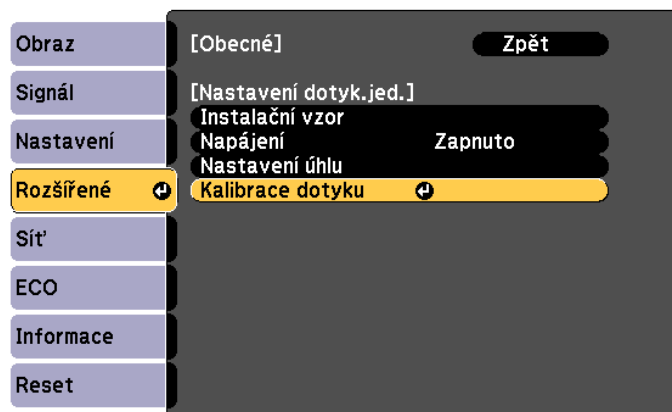 Obraz
Signál
Nastavení
Rozšířené
Síť
ECO
Informace
Reset
[Obecné] Zpět
[Nastavení dotyk.jed.]
Instalační vzor
Napájení Zapnuto
Nastavení úhlu
Kalibrace dotyku